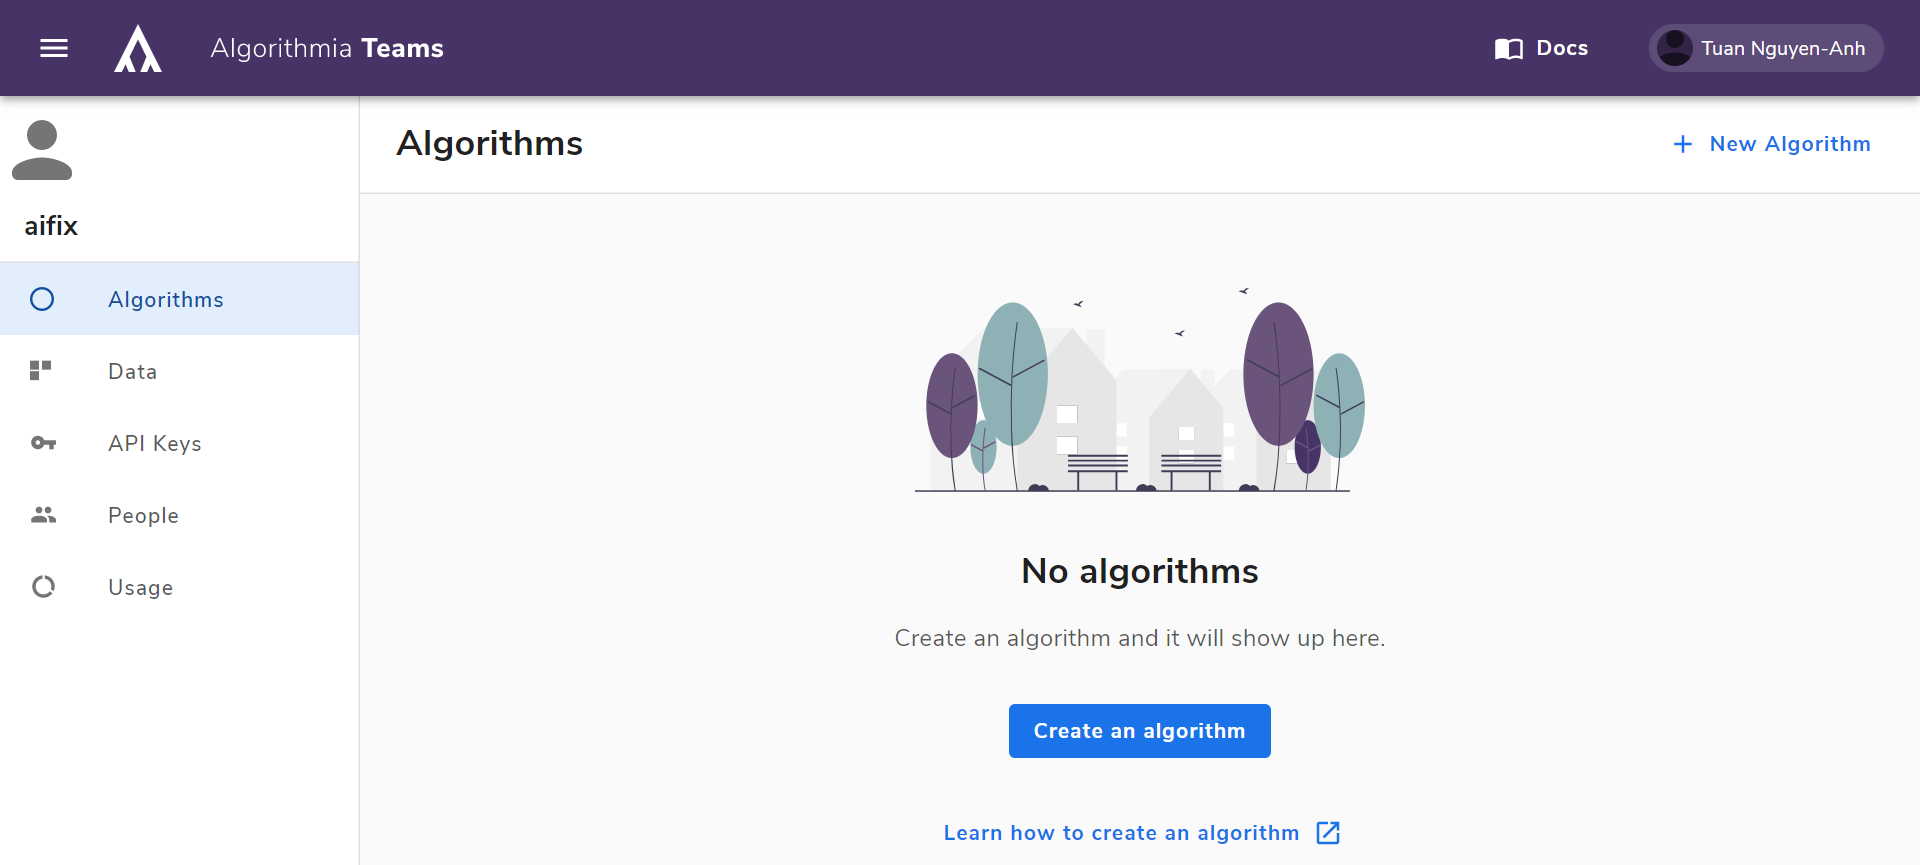 Algorithmia Teams
Docs
Tuan Nguyen-Anh
aifix
Algorithms
Data
API Keys
People
Usage
Algorithms
New Algorithm
No algorithms
Create an algorithm and it will show up here.
Create an algorithm
Learn how to create an algorithm